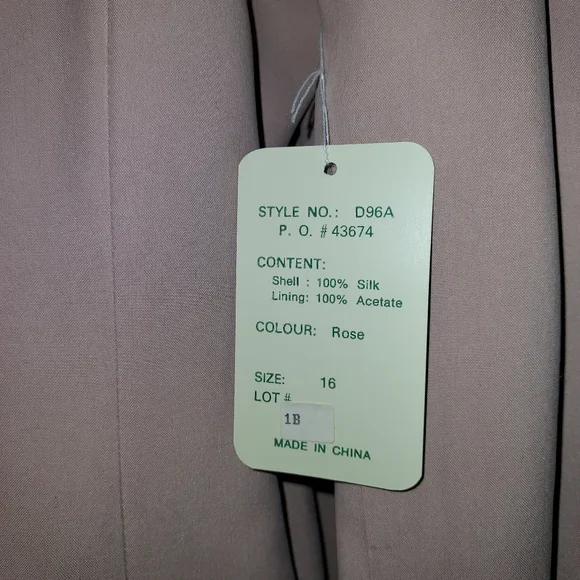 STYLE NO.: D96A
P. O. # 43674
CONTENT:
Shell : 100% Silk
Lining: 100% Acetate
COLOUR: Rose
SIZE: 16
LOT #
1B
MADE IN CHINA